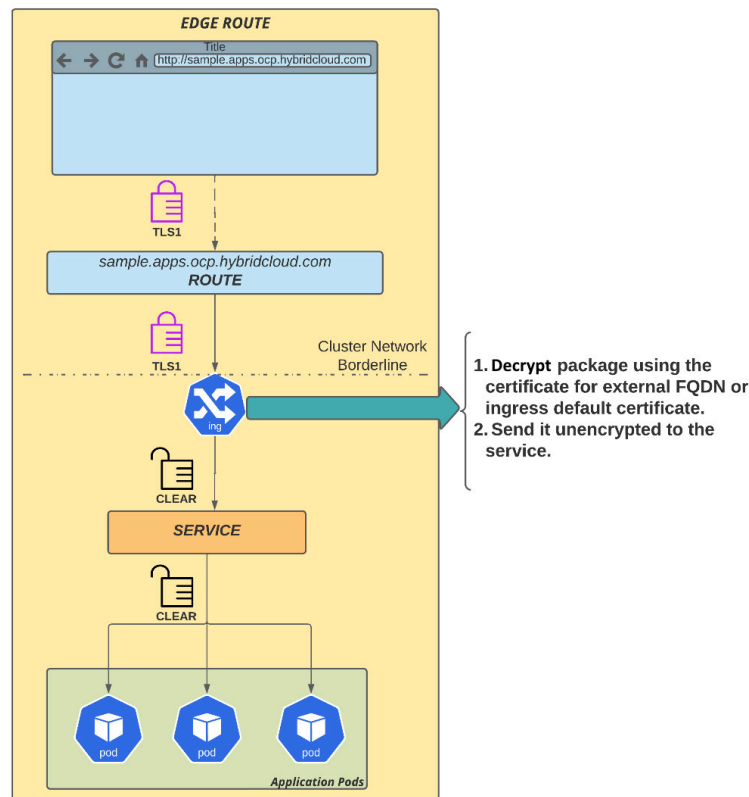 EDGE ROUTE
Title
http://sample.apps.ocp.hybridcloud.com
TLS1
sample.apps.ocp.hybridcloud.com
ROUTE
TLS1
Cluster Network
Borderline
ing
1. Decrypt package using the
certificate for external FQDN or
ingress default certificate.
2. Send it unencrypted to the
service.
CLEAR
SERVICE
CLEAR
pod
pod
pod
Application Pods